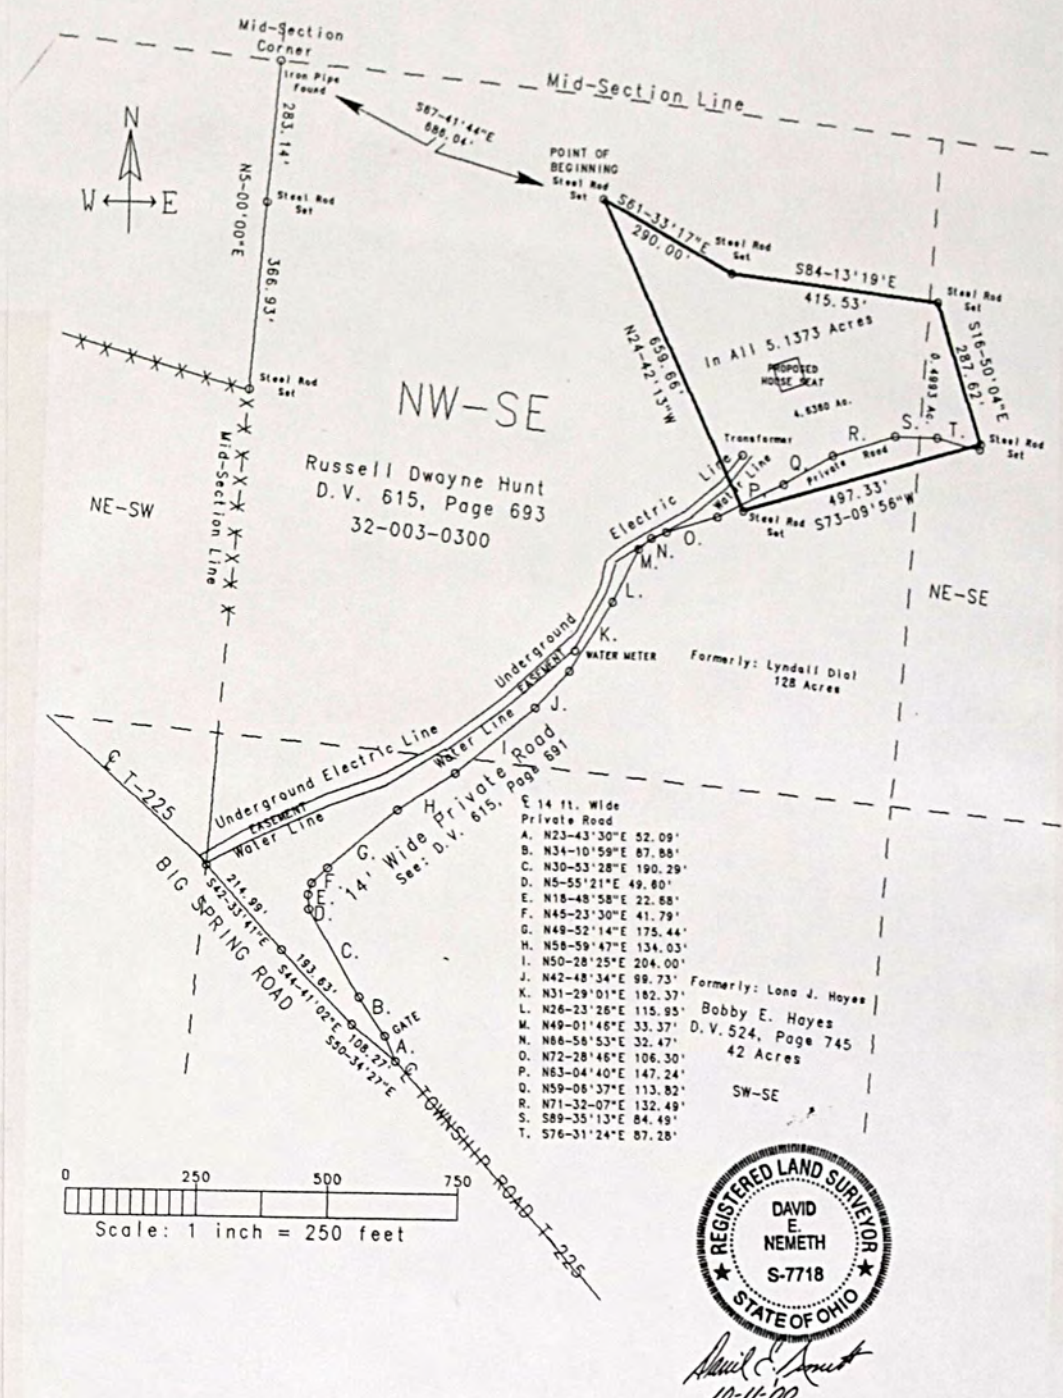 Mid-Section
Corner
Iron Pipe
Found
Mid-Section Line
S67-41'44"E
686.04'
283.14'
N5-00'00"E
366.93'
N
W E
Steel Rod
Set
POINT OF
BEGINNING
Steel Rod
Set
S61-33'17"E
290.00'
Steel Rod
Set
S84-13'19"E
415.53'
Steel Rod
Set
S16-50'04"E
287.62'
In All 5.1373 Acres
PROPOSED
HOUSE SEAT
0.4993 Ac.
4.6380 Ac.
659.66'
N24-42'13"W
Steel Rod
Set
NW-SE
Russell Dwayne Hunt
D.V. 615, Page 693
32-003-0300
NE-SW
Mid-Section Line
Transformer
Electric Line
Water Line
Private Road
P.
Q.
R.
S.
T.
Steel Rod
Set
497.33'
S73-09'56"W
Steel Rod
Set
M.
N.
O.
L.
K.
WATER METER
Underground
EASEMENT
Water Line
J.
I
NE-SE
Formerly: Lyndall Dial
128 Acres
℄ T-225
Underground Electric Line
EASEMENT
Water Line
H.
G.
F.
E.
D.
C.
B.
GATE
A.
14' Wide Private Road
See: D.V. 615, Page 691
BIG SPRING ROAD
214.99'
S42-33'41"E
193.63'
S44-41'02"E
108.27'
S50-34'27"E
℄ TOWNSHIP ROAD T-225
℄ 14 ft. Wide
Private Road
A. N23-43'30"E 52.09'
B. N34-10'59"E 87.88'
C. N30-53'28"E 190.29'
D. N5-55'21"E 49.60'
E. N18-48'58"E 22.68'
F. N45-23'30"E 41.79'
G. N49-52'14"E 175.44'
H. N58-59'47"E 134.03'
I. N50-28'25"E 204.00'
J. N42-48'34"E 99.73'
K. N31-29'01"E 182.37'
L. N26-23'26"E 115.95'
M. N49-01'46"E 33.37'
N. N66-56'53"E 32.47'
O. N72-28'46"E 106.30'
P. N63-04'40"E 147.24'
Q. N59-06'37"E 113.82'
R. N71-32-07"E 132.49'
S. S89-35'13"E 84.49'
T. S76-31'24"E 87.28'
Formerly: Lona J. Hayes
Bobby E. Hayes
D.V. 524, Page 745
42 Acres
SW-SE
0 250 500 750
Scale: 1 inch = 250 feet
REGISTERED LAND SURVEYOR
DAVID
E.
NEMETH
S-7718
STATE OF OHIO